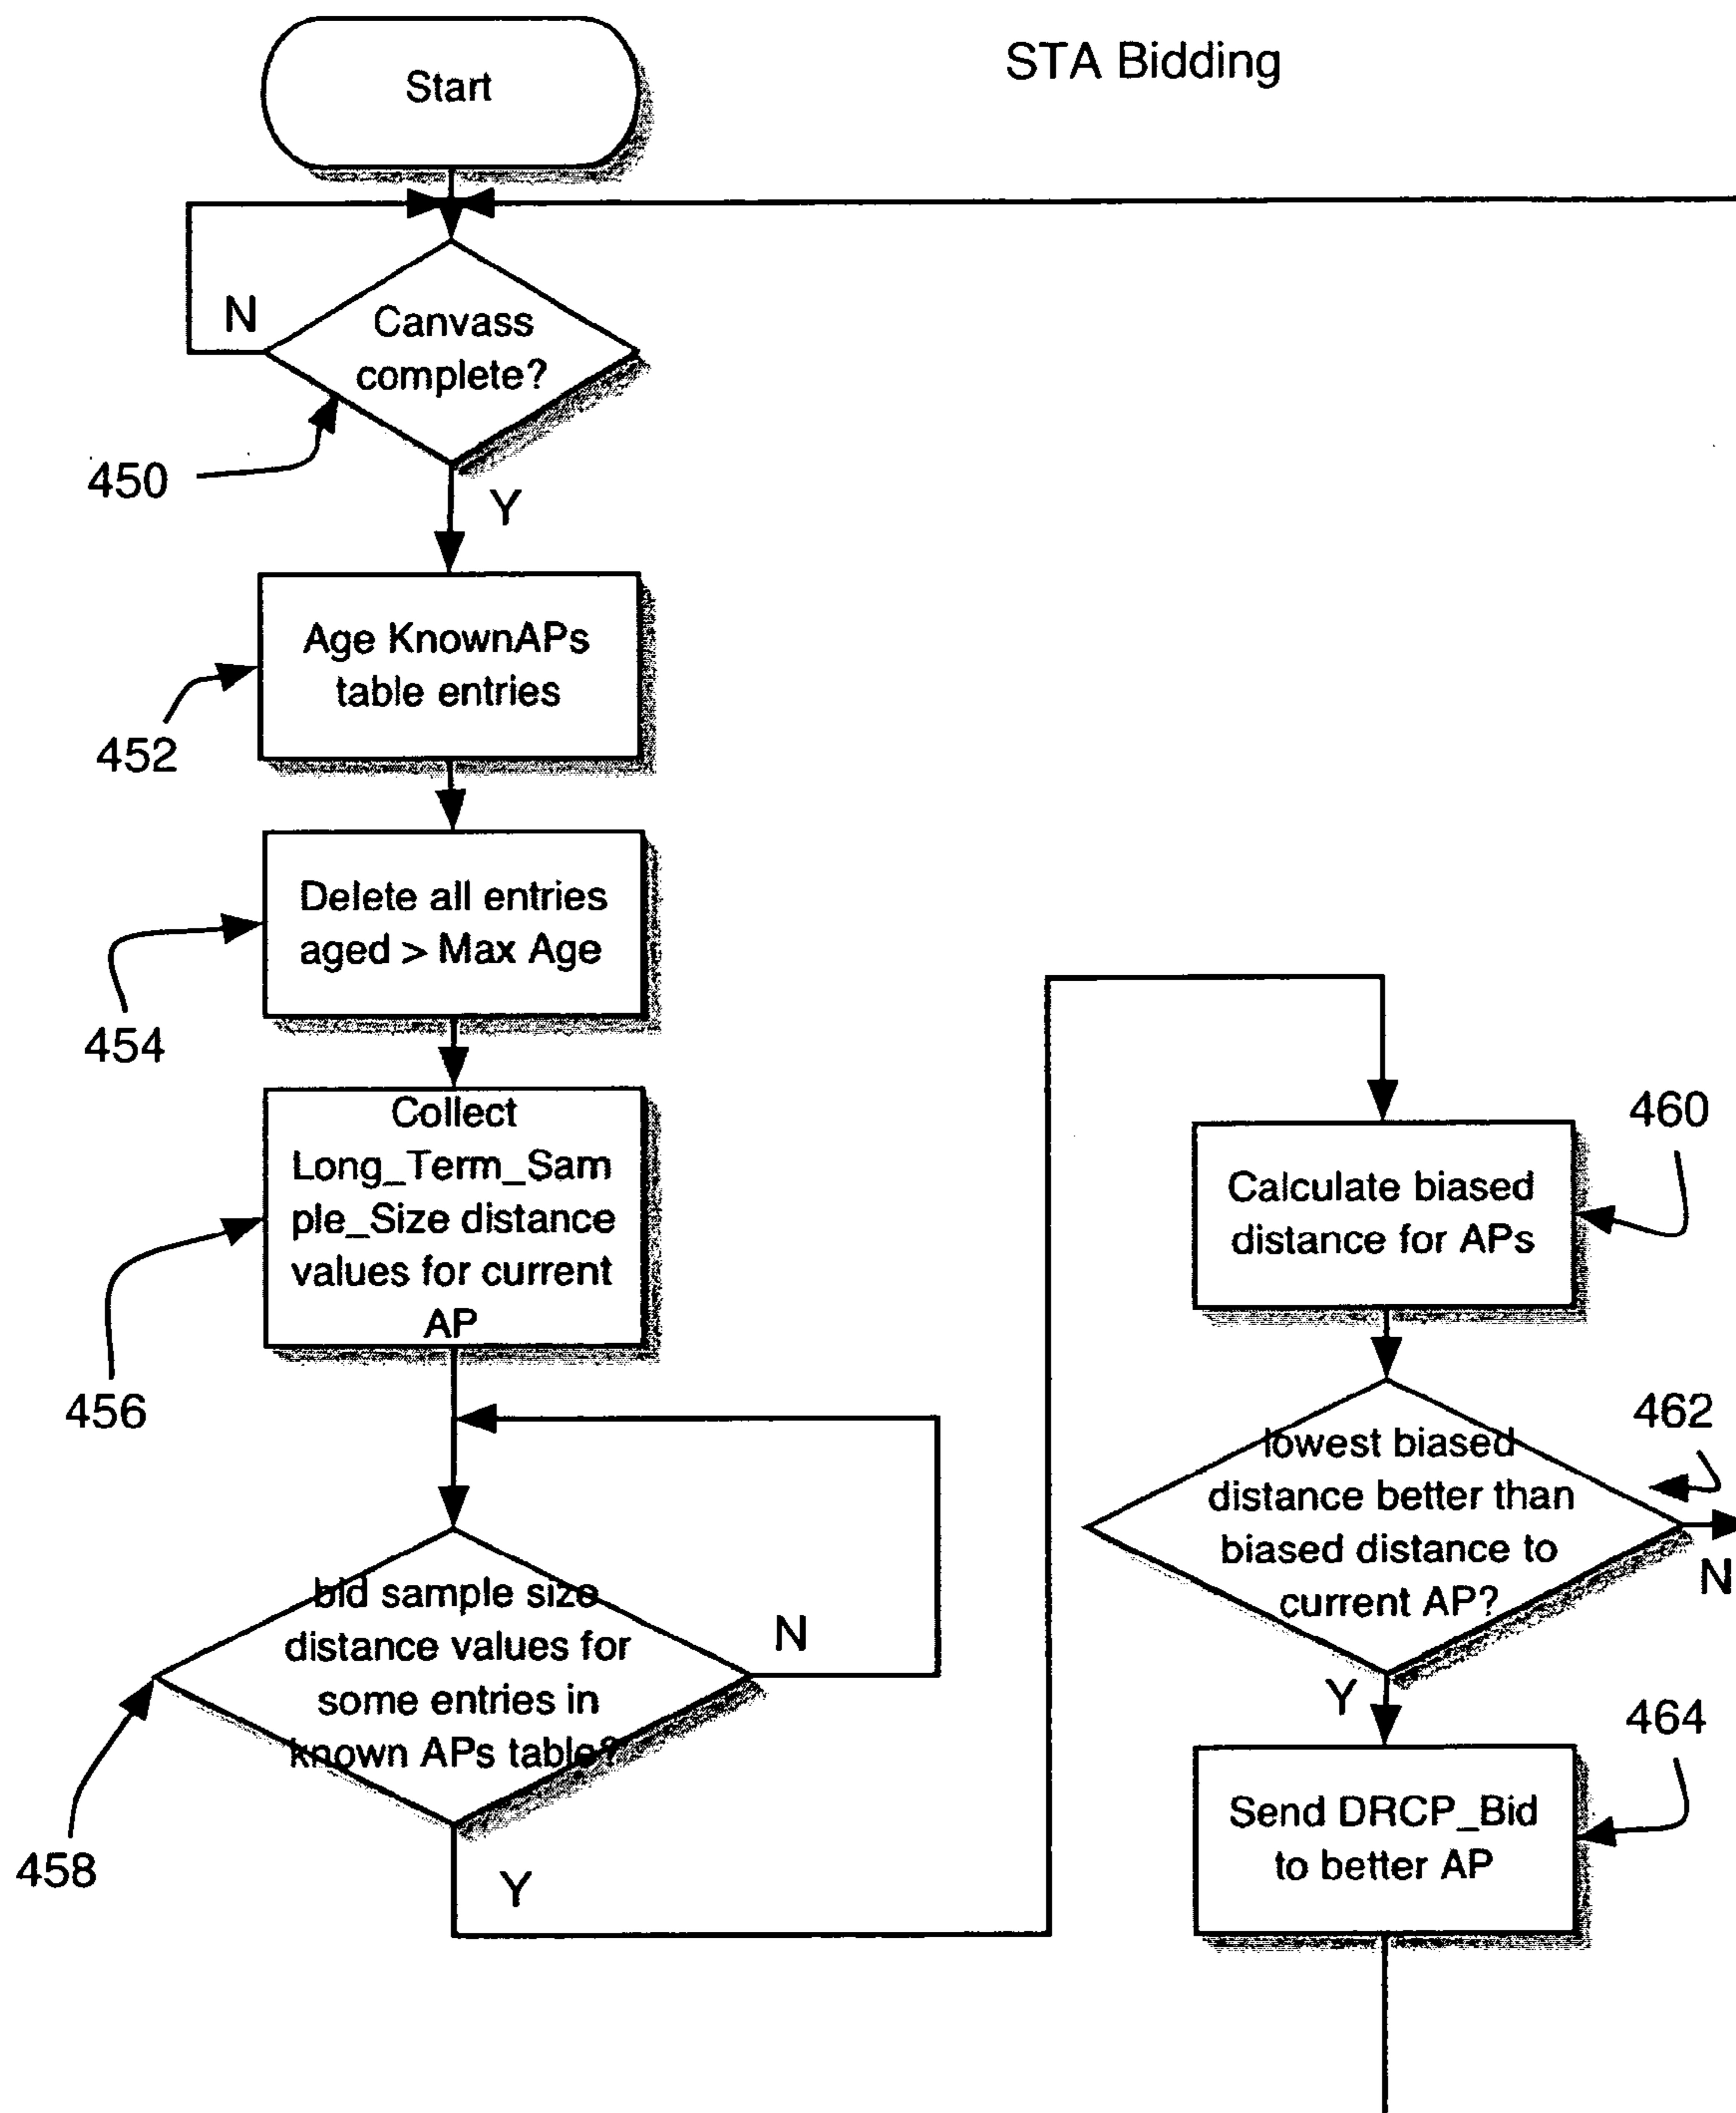 STA Bidding
Start
N
Canvass
complete?
450
Y
Age KnownAPs
table entries
452
Delete all entries
aged > Max Age
454
Collect
Long_Term_Sam
ple_Size distance
values for current
AP
456
bid sample size
distance values for
some entries in
known APs table?
N
458
Y
460
Calculate biased
distance for APs
462
lowest biased
distance better than
biased distance to
current AP?
N
Y
464
Send DRCP_Bid
to better AP